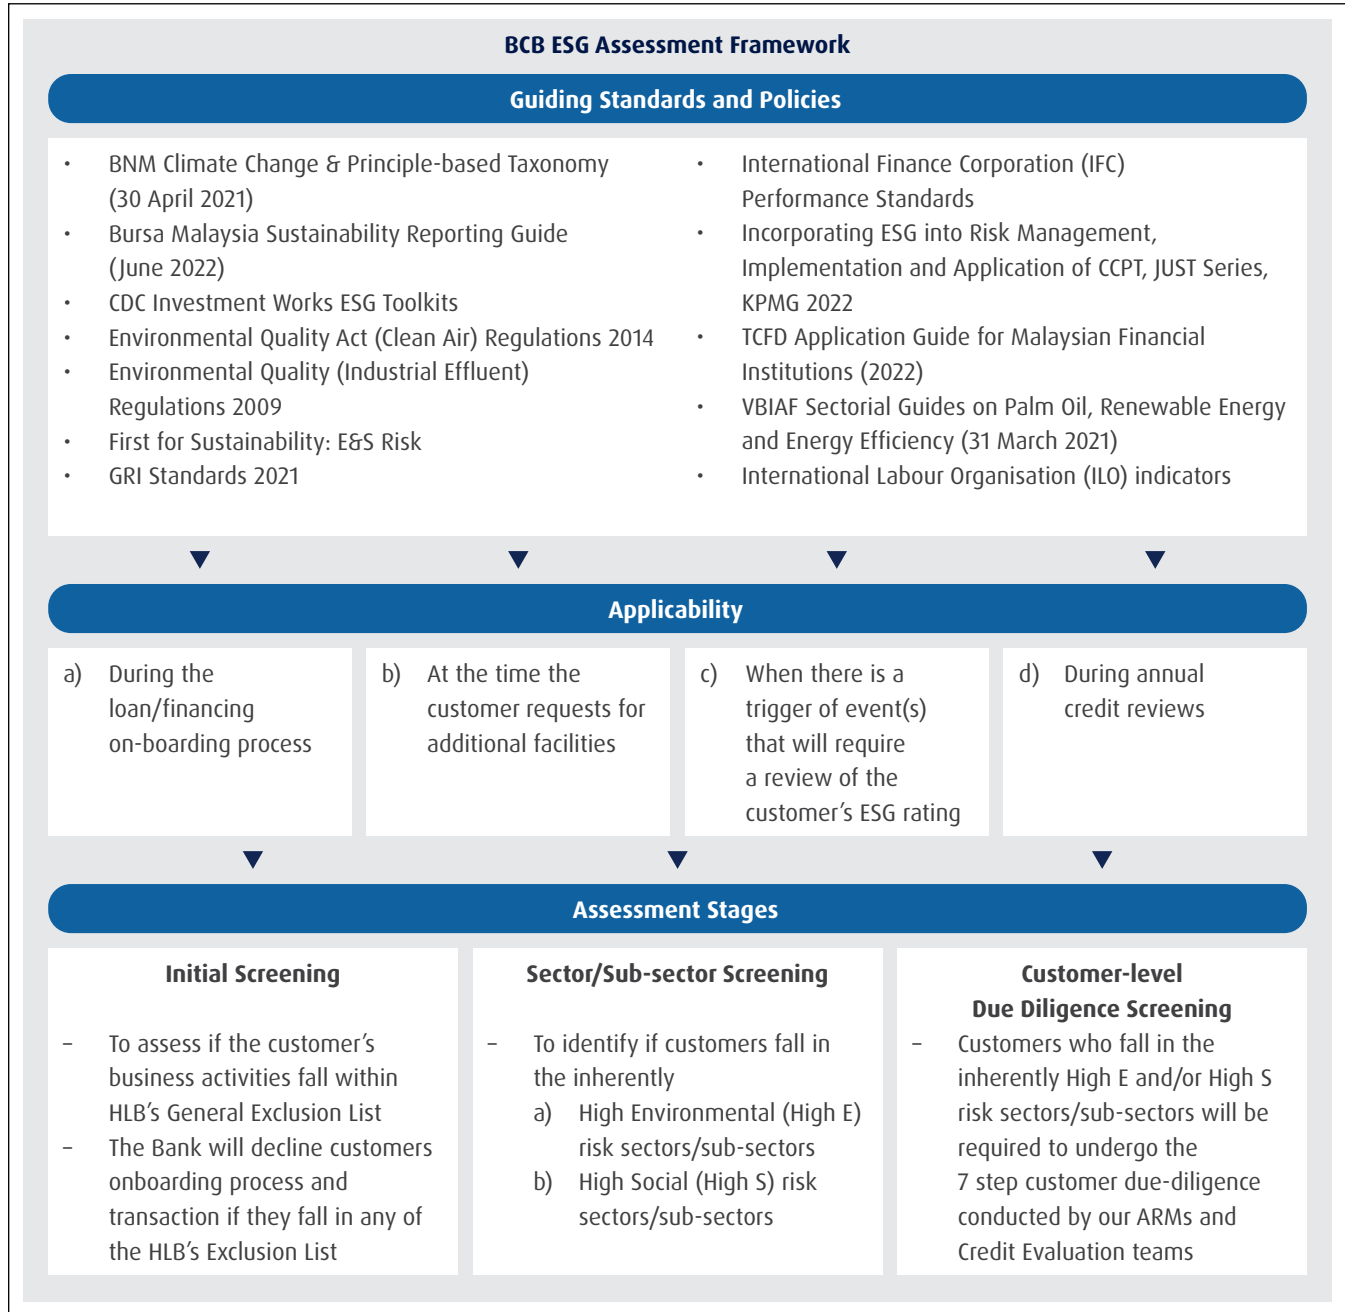 BCB ESG Assessment Framework
Guiding Standards and Policies
• BNM Climate Change & Principle-based Taxonomy
(30 April 2021)
• Bursa Malaysia Sustainability Reporting Guide
(June 2022)
• CDC Investment Works ESG Toolkits
• Environmental Quality Act (Clean Air) Regulations 2014
• Environmental Quality (Industrial Effluent)
Regulations 2009
• First for Sustainability: E&S Risk
• GRI Standards 2021
• International Finance Corporation (IFC)
Performance Standards
• Incorporating ESG into Risk Management,
Implementation and Application of CCPT, JUST Series,
KPMG 2022
• TCFD Application Guide for Malaysian Financial
Institutions (2022)
• VBIAF Sectorial Guides on Palm Oil, Renewable Energy
and Energy Efficiency (31 March 2021)
• International Labour Organisation (ILO) indicators
Applicability
a) During the
loan/financing
on-boarding process
b) At the time the
customer requests for
additional facilities
c) When there is a
trigger of event(s)
that will require
a review of the
customer's ESG rating
d) During annual
credit reviews
Assessment Stages
Initial Screening
– To assess if the customer's
business activities fall within
HLB's General Exclusion List
– The Bank will decline customers
onboarding process and
transaction if they fall in any of
the HLB's Exclusion List
Sector/Sub-sector Screening
– To identify if customers fall in
the inherently
a) High Environmental (High E)
risk sectors/sub-sectors
b) High Social (High S) risk
sectors/sub-sectors
Customer-level
Due Diligence Screening
– Customers who fall in the
inherently High E and/or High S
risk sectors/sub-sectors will be
required to undergo the
7 step customer due-diligence
conducted by our ARMs and
Credit Evaluation teams